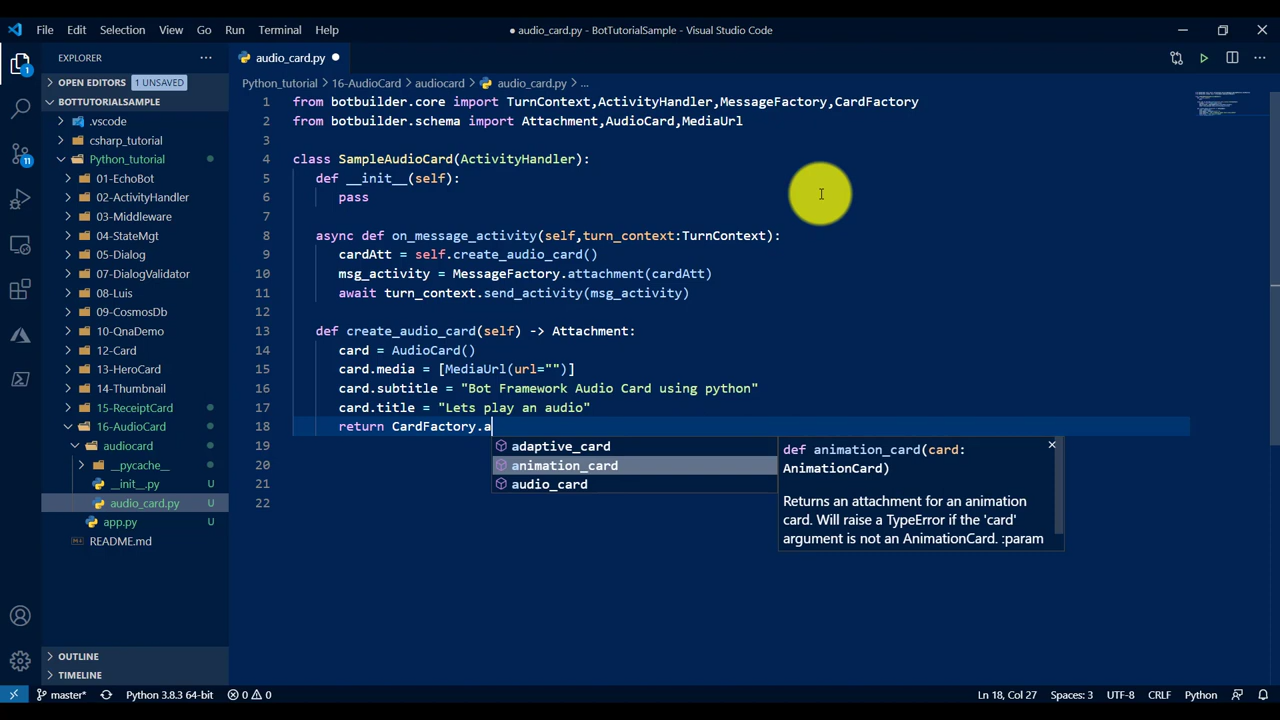 File Edit Selection View Go Run Terminal Help
● audio_card.py - BotTutorialSample - Visual Studio Code
EXPLORER
audio_card.py
OPEN EDITORS 1 UNSAVED
Python_tutorial > 16-AudioCard > audiocard > audio_card.py > ...
BOTTUTORIALSAMPLE
.vscode
csharp_tutorial
Python_tutorial
01-EchoBot
02-ActivityHandler
03-Middleware
04-StateMgt
05-Dialog
07-DialogValidator
08-Luis
09-CosmosDb
10-QnaDemo
12-Card
13-HeroCard
14-Thumbnail
15-ReceiptCard
16-AudioCard
audiocard
__pycache__
__init__.py U
audio_card.py U
app.py U
README.md
OUTLINE
TIMELINE
1
11
1 from botbuilder.core import TurnContext,ActivityHandler,MessageFactory,CardFactory
2 from botbuilder.schema import Attachment,AudioCard,MediaUrl
3
4 class SampleAudioCard(ActivityHandler):
5 def __init__(self):
6 pass
7
8 async def on_message_activity(self,turn_context:TurnContext):
9 cardAtt = self.create_audio_card()
10 msg_activity = MessageFactory.attachment(cardAtt)
11 await turn_context.send_activity(msg_activity)
12
13 def create_audio_card(self) -> Attachment:
14 card = AudioCard()
15 card.media = [MediaUrl(url="")]
16 card.subtitle = "Bot Framework Audio Card using python"
17 card.title = "Lets play an audio"
18 return CardFactory.a
19
20
21
22
adaptive_card
animation_card
audio_card
def animation_card(card:
AnimationCard)
Returns an attachment for an animation
card. Will raise a TypeError if the 'card'
argument is not an AnimationCard. :param
master* Python 3.8.3 64-bit 0 0 Ln 18, Col 27 Spaces: 3 UTF-8 CRLF Python